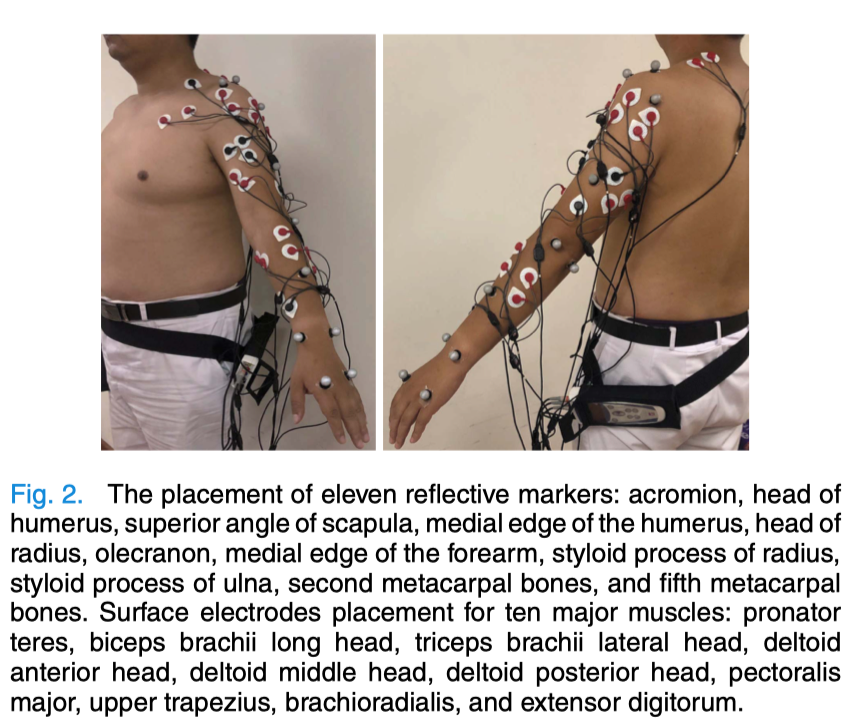 Fig. 2. The placement of eleven reflective markers: acromion, head of
humerus, superior angle of scapula, medial edge of the humerus, head of
radius, olecranon, medial edge of the forearm, styloid process of radius,
styloid process of ulna, second metacarpal bones, and fifth metacarpal
bones. Surface electrodes placement for ten major muscles: pronator
teres, biceps brachii long head, triceps brachii lateral head, deltoid
anterior head, deltoid middle head, deltoid posterior head, pectoralis
major, upper trapezius, brachioradialis, and extensor digitorum.